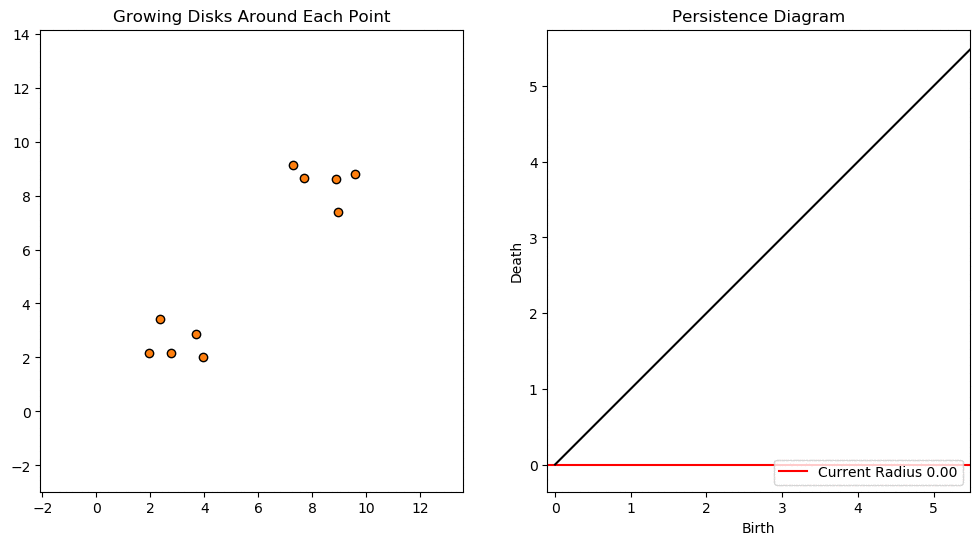 Growing Disks Around Each Point
14
12
10
8
6
4
2
0
−2
−2 0 2 4 6 8 10 12
Persistence Diagram
Death
5
4
3
2
1
0
Current Radius 0.00
0 1 2 3 4 5
Birth